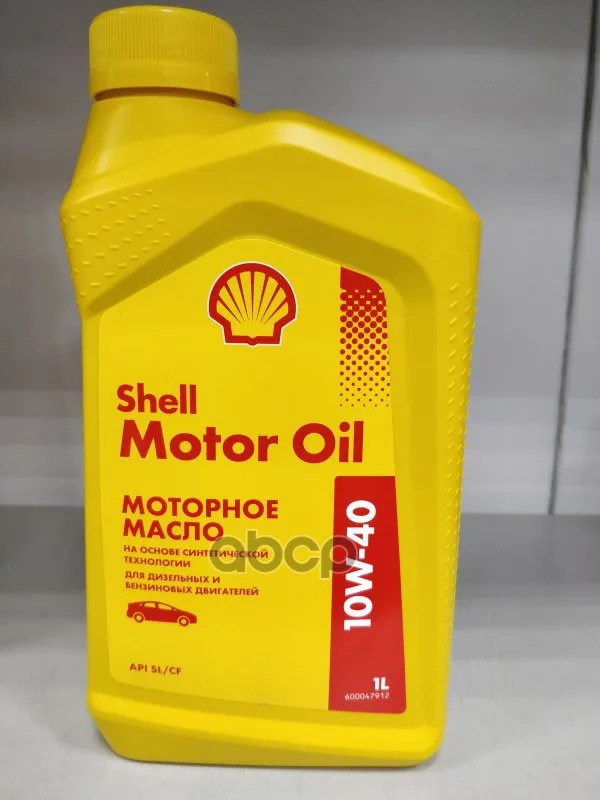 Shell
Motor Oil
МОТОРНОЕ
МАСЛО
НА ОСНОВЕ СИНТЕТИЧЕСКОЙ
ТЕХНОЛОГИИ
ДЛЯ ДИЗЕЛЬНЫХ И
БЕНЗИНОВЫХ ДВИГАТЕЛЕЙ
API SL/CF
10W-40
1L
600047912
abcp